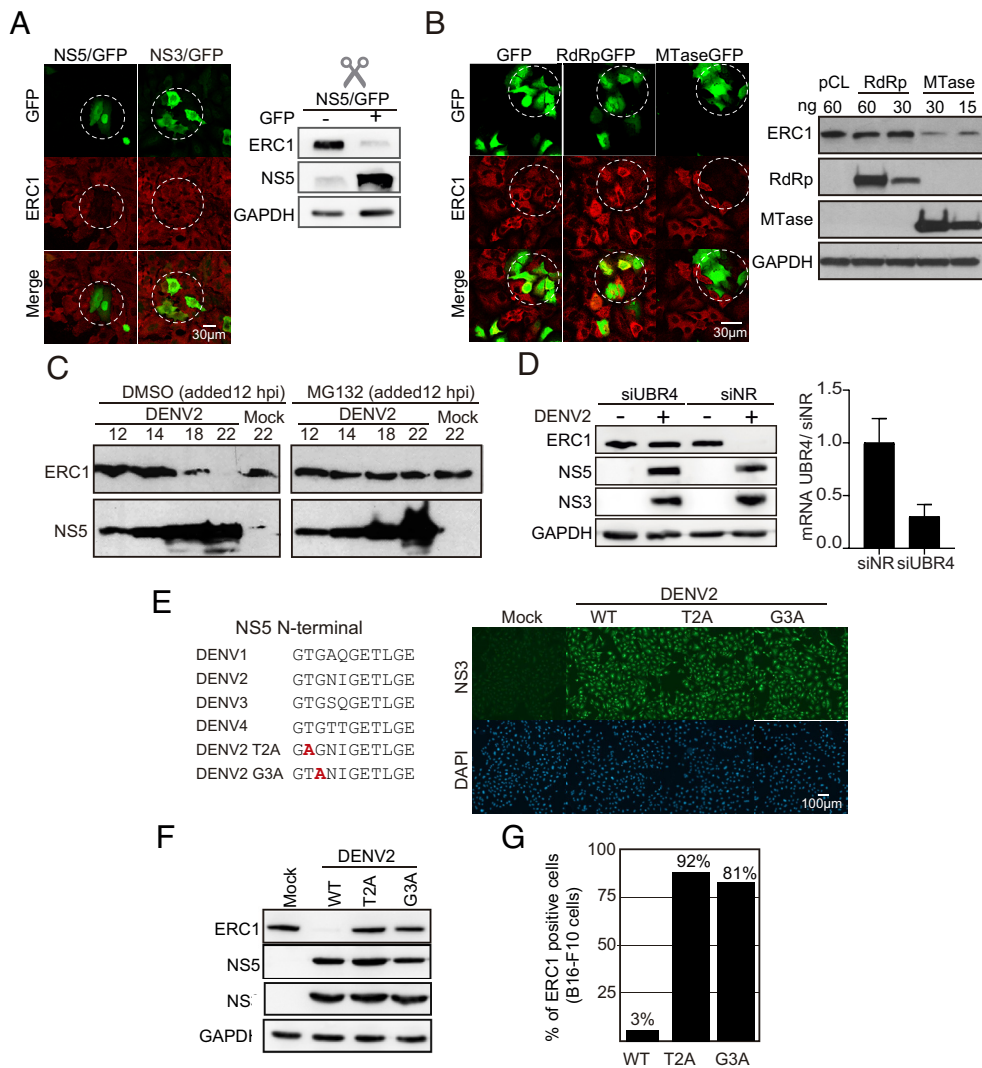 A
NS5/GFP NS3/GFP
GFP
ERC1
Merge
30µm
NS5/GFP
GFP - +
ERC1
NS5
GAPDH
B
GFP RdRpGFP MTaseGFP
GFP
ERC1
Merge
30µm
pCL RdRp MTase
ng 60 60 30 30 15
ERC1
RdRp
MTase
GAPDH
C
DMSO (added12 hpi) MG132 (added 12 hpi)
DENV2 Mock DENV2 Mock
12 14 18 22 22 12 14 18 22 22
ERC1
NS5
D
siUBR4 siNR
DENV2 - + - +
ERC1
NS5
NS3
GAPDH
mRNA UBR4/ siNR
1.5
1.0
0.5
0.0
siNR siUBR4
E
NS5 N-terminal
DENV1 GTGAQGETLGE
DENV2 GTGNIGETLGE
DENV3 GTGSQGETLGE
DENV4 GTGTTGETLGE
DENV2 T2A GAGNIGETLGE
DENV2 G3A GTANIGETLGE
DENV2
Mock WT T2A G3A
NS3
DAPI
100µm
F
DENV2
Mock WT T2A G3A
ERC1
NS5
NS
GAPDH
G
% of ERC1 positive cells
(B16-F10 cells)
100
75
50
25
3% 92% 81%
WT T2A G3A